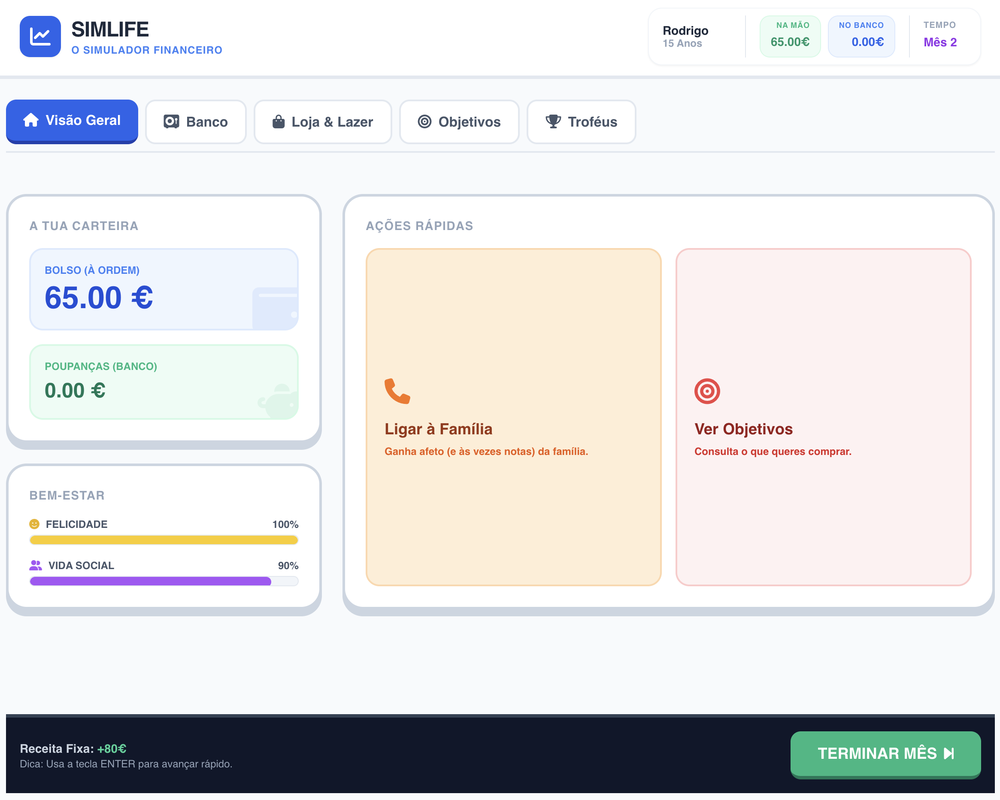 SIMLIFE
O SIMULADOR FINANCEIRO
Rodrigo
15 Anos
NA MÃO
65.00€
NO BANCO
0.00€
TEMPO
Mês 2
Visão Geral
Banco
Loja & Lazer
Objetivos
Troféus
A TUA CARTEIRA
BOLSO (À ORDEM)
65.00 €
POUPANÇAS (BANCO)
0.00 €
BEM-ESTAR
FELICIDADE 100%
VIDA SOCIAL 90%
AÇÕES RÁPIDAS
Ligar à Família
Ganha afeto (e às vezes notas) da família.
Ver Objetivos
Consulta o que queres comprar.
Receita Fixa: +80€
Dica: Usa a tecla ENTER para avançar rápido.
TERMINAR MÊS